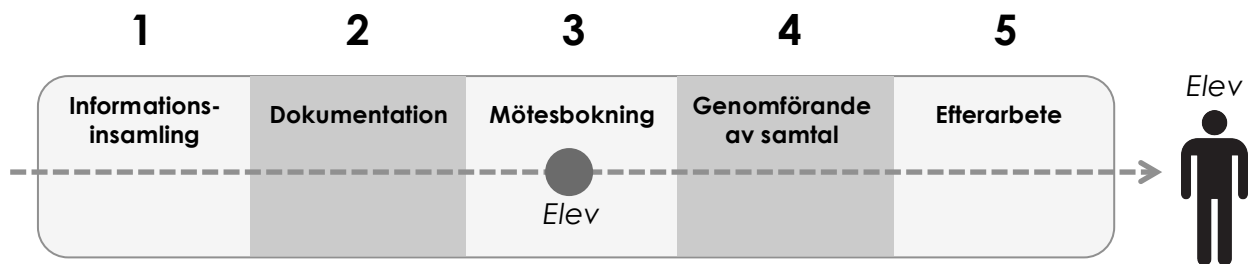 1 2 3 4 5
Informations-
insamling
Dokumentation
Mötesbokning
Genomförande
av samtal
Efterarbete
Elev
Elev